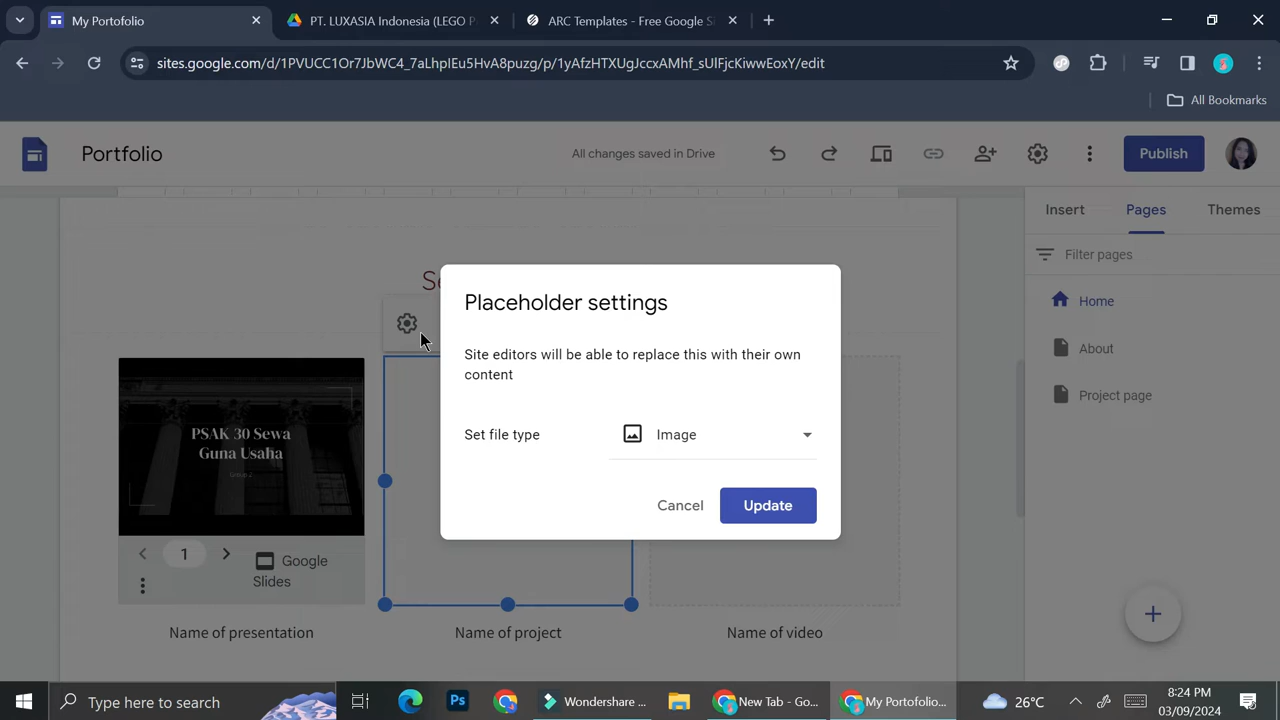 My Portofolio
PT. LUXASIA Indonesia (LEGO P
ARC Templates - Free Google Sl
sites.google.com/d/1PVUCC1Or7JbWC4_7aLhpIEu5HvA8puzg/p/1yAfzHTXUgJccxAMhf_sUlFjcKiwwEoxY/edit
All Bookmarks
Portfolio
All changes saved in Drive
Publish
Insert
Pages
Themes
Filter pages
Home
About
Project page
Placeholder settings
Site editors will be able to replace this with their own
content
Set file type
Image
Cancel
Update
PSAK 30 Sewa
Guna Usaha
1
Google
Slides
Name of presentation
Name of project
Name of video
Type here to search
Ps
Wondershare ...
New Tab - Go...
My Portofolio...
26°C
8:24 PM
03/09/2024